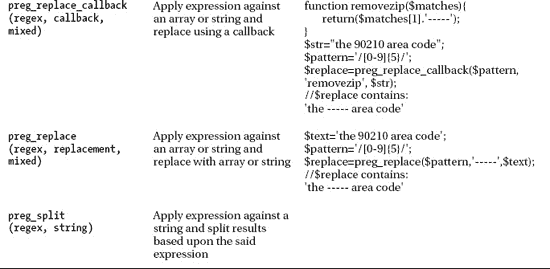 preg_replace_callback
(regex, callback,
mixed)
Apply expression against
an array or string and
replace using a callback
function removezip($matches){
return($matches[1].'-----');
}
$str="the 90210 area code";
$pattern='/[0-9]{5}/';
$replace=preg_replace_callback($pattern,
'removezip', $str);
//$replace contains:
'the ----- area code'
preg_replace
(regex, replacement,
mixed)
Apply expression against
an array or string and
replace with array or string
$text='the 90210 area code';
$pattern='/[0-9]{5}/';
$replace=preg_replace($pattern,'-----',$text);
//$replace contains:
'the ----- area code'
preg_split
(regex, string)
Apply expression against a
string and split results
based upon the said
expression